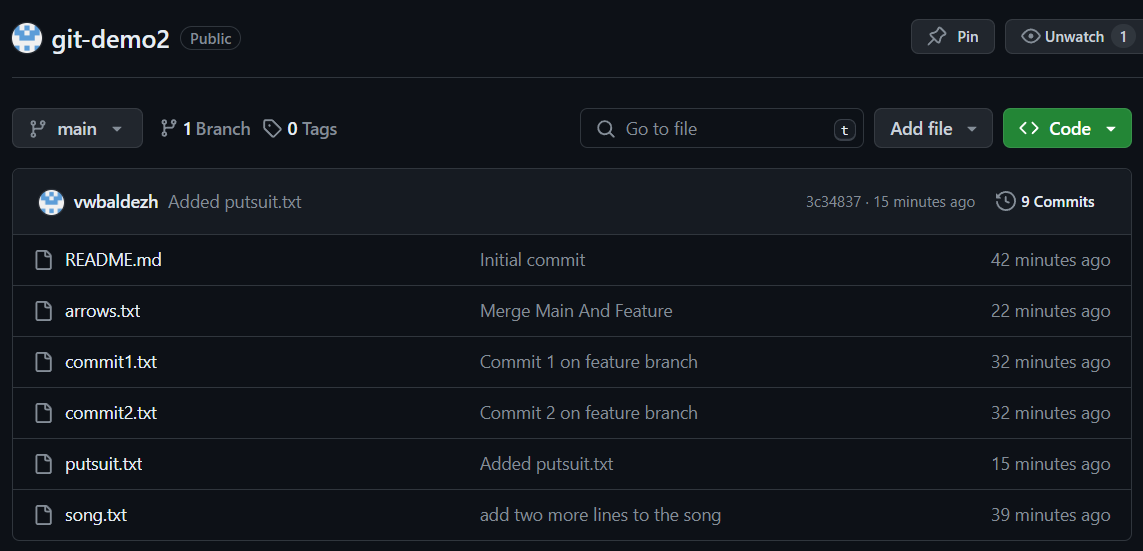 git-demo2 Public Pin Unwatch 1
main 1 Branch 0 Tags Go to file t Add file Code
vwbaldezh Added putsuit.txt 3c34837 · 15 minutes ago 9 Commits
README.md Initial commit 42 minutes ago
arrows.txt Merge Main And Feature 22 minutes ago
commit1.txt Commit 1 on feature branch 32 minutes ago
commit2.txt Commit 2 on feature branch 32 minutes ago
putsuit.txt Added putsuit.txt 15 minutes ago
song.txt add two more lines to the song 39 minutes ago